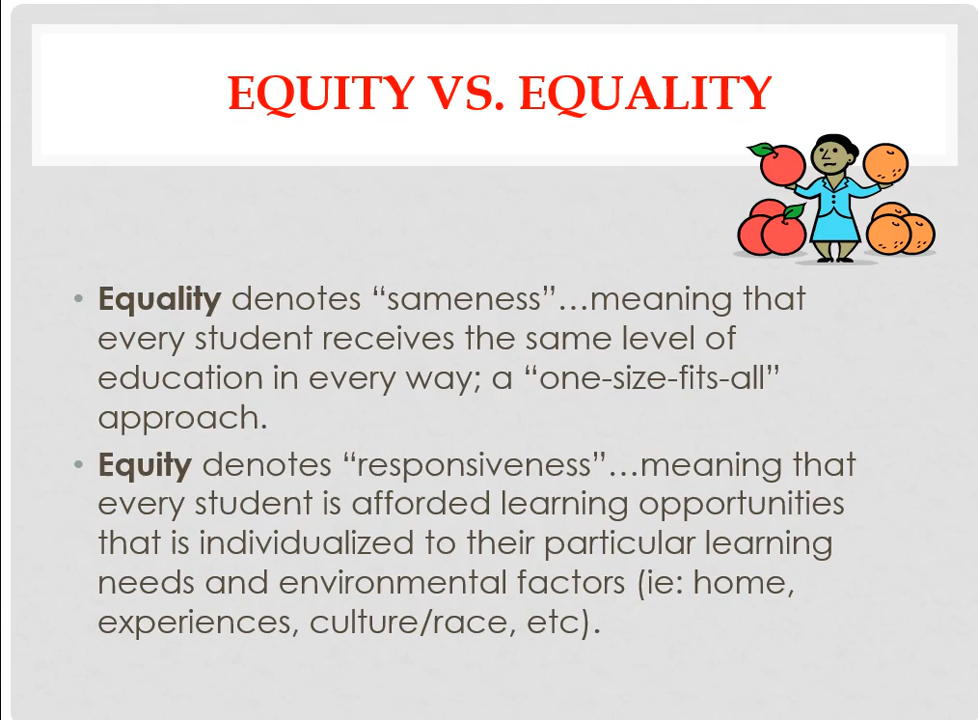 EQUITY VS. EQUALITY
• Equality denotes “sameness”…meaning that
every student receives the same level of
education in every way; a “one-size-fits-all”
approach.
• Equity denotes “responsiveness”…meaning that
every student is afforded learning opportunities
that is individualized to their particular learning
needs and environmental factors (ie: home,
experiences, culture/race, etc).